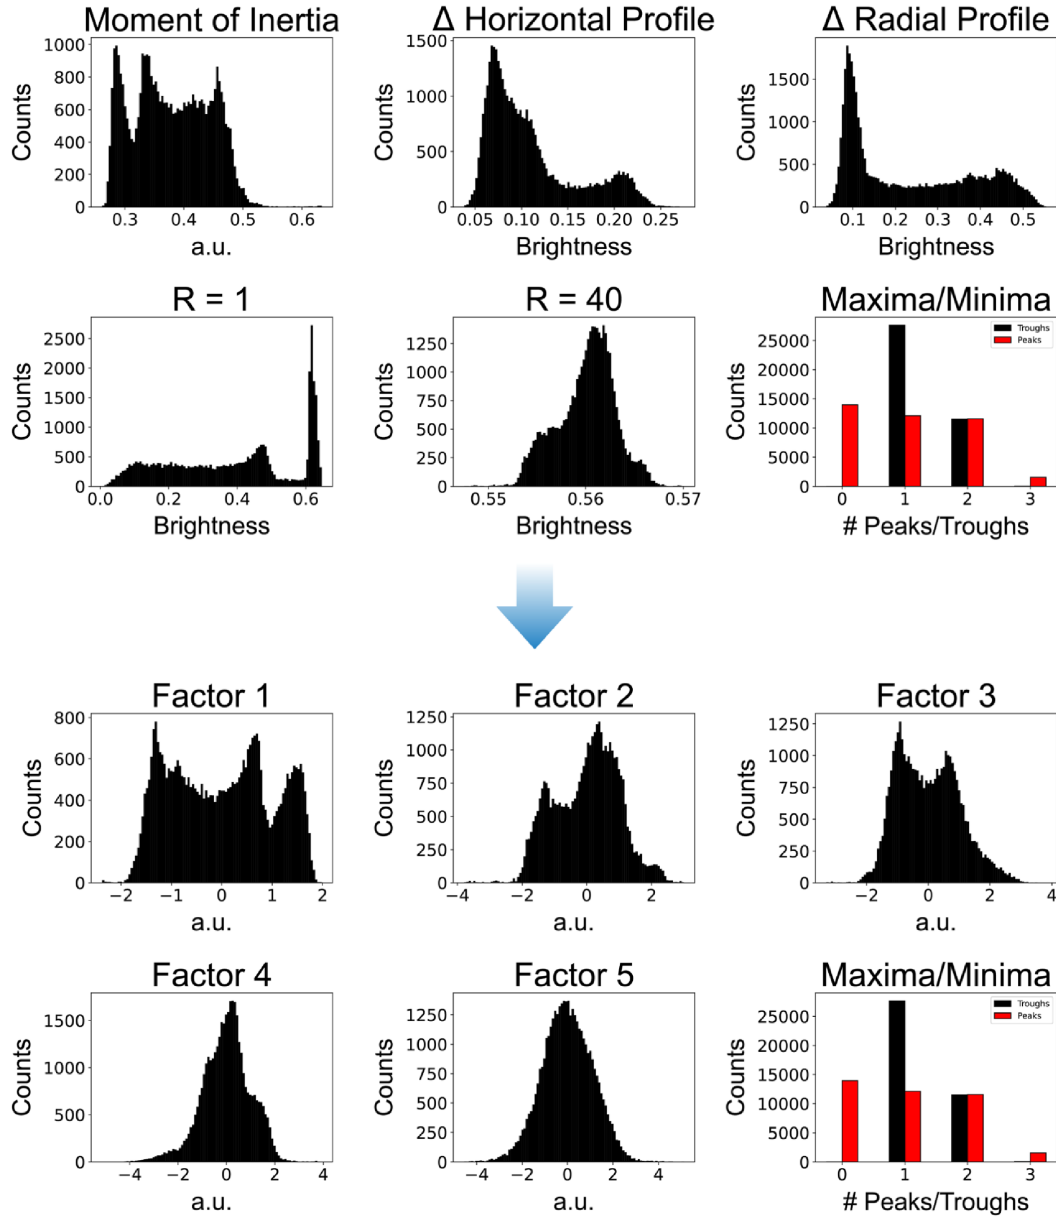 Moment of Inertia
Δ Horizontal Profile
Δ Radial Profile
1000
800
600
400
200
0
Counts
0.3 0.4 0.5 0.6
a.u.
1500
1000
500
0
Counts
0.05 0.10 0.15 0.20 0.25
Brightness
1500
1000
500
0
Counts
0.1 0.2 0.3 0.4 0.5
Brightness
R = 1
R = 40
Maxima/Minima
2500
2000
1500
1000
500
0
Counts
0.0 0.2 0.4 0.6
Brightness
1250
1000
750
500
250
0
Counts
0.55 0.56 0.57
Brightness
25000
20000
15000
10000
5000
0
Counts
Troughs
Peaks
0 1 2 3
# Peaks/Troughs
Factor 1
Factor 2
Factor 3
800
600
400
200
0
Counts
−2 −1 0 1 2
a.u.
1250
1000
750
500
250
0
Counts
−4 −2 0 2
a.u.
1250
1000
750
500
250
0
Counts
−2 0 2 4
a.u.
Factor 4
Factor 5
Maxima/Minima
1500
1000
500
0
Counts
−4 −2 0 2 4
a.u.
1250
1000
750
500
250
0
Counts
−4 −2 0 2 4
a.u.
25000
20000
15000
10000
5000
0
Counts
Troughs
Peaks
0 1 2 3
# Peaks/Troughs